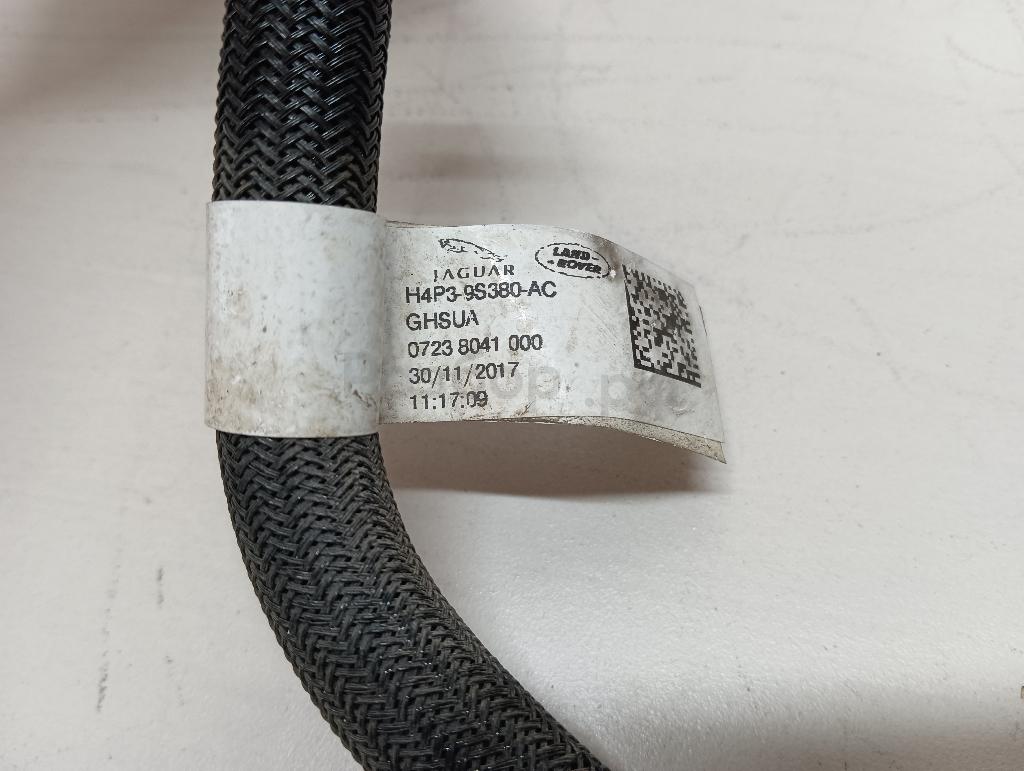 JAGUAR
LAND-
-ROVER
H4P3-9S380-AC
GHSUA
0723 8041 000
30/11/2017
11:17:09